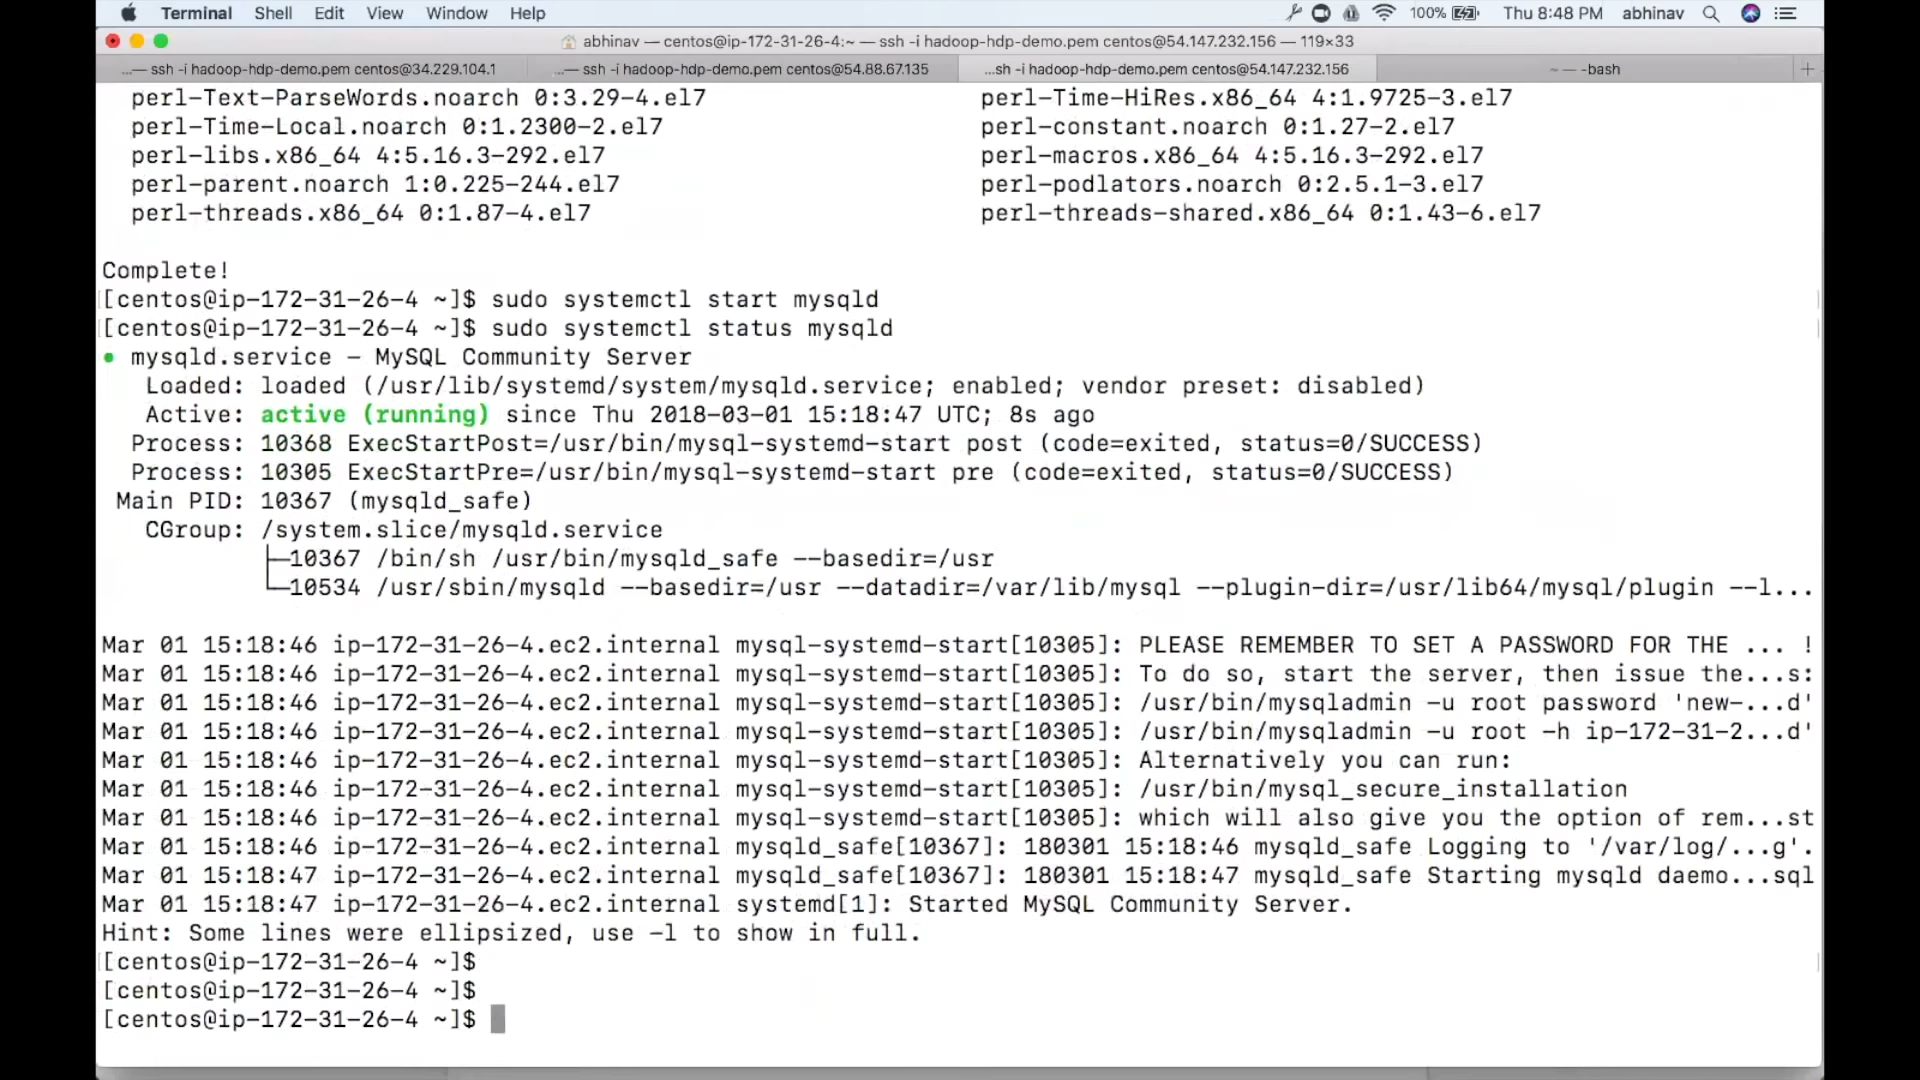 Terminal Shell Edit View Window Help 100% Thu 8:48 PM abhinav
abhinav — centos@ip-172-31-26-4:~ — ssh -i hadoop-hdp-demo.pem centos@54.147.232.156 — 119×33
...— ssh -i hadoop-hdp-demo.pem centos@34.229.104.1 ...— ssh -i hadoop-hdp-demo.pem centos@54.88.67.135 ...sh -i hadoop-hdp-demo.pem centos@54.147.232.156 ~ — -bash +
perl-Text-ParseWords.noarch 0:3.29-4.el7 perl-Time-HiRes.x86_64 4:1.9725-3.el7
perl-Time-Local.noarch 0:1.2300-2.el7 perl-constant.noarch 0:1.27-2.el7
perl-libs.x86_64 4:5.16.3-292.el7 perl-macros.x86_64 4:5.16.3-292.el7
perl-parent.noarch 1:0.225-244.el7 perl-podlators.noarch 0:2.5.1-3.el7
perl-threads.x86_64 0:1.87-4.el7 perl-threads-shared.x86_64 0:1.43-6.el7
Complete!
[centos@ip-172-31-26-4 ~]$ sudo systemctl start mysqld
[centos@ip-172-31-26-4 ~]$ sudo systemctl status mysqld
● mysqld.service - MySQL Community Server
Loaded: loaded (/usr/lib/systemd/system/mysqld.service; enabled; vendor preset: disabled)
Active: active (running) since Thu 2018-03-01 15:18:47 UTC; 8s ago
Process: 10368 ExecStartPost=/usr/bin/mysql-systemd-start post (code=exited, status=0/SUCCESS)
Process: 10305 ExecStartPre=/usr/bin/mysql-systemd-start pre (code=exited, status=0/SUCCESS)
Main PID: 10367 (mysqld_safe)
CGroup: /system.slice/mysqld.service
├─10367 /bin/sh /usr/bin/mysqld_safe --basedir=/usr
└─10534 /usr/sbin/mysqld --basedir=/usr --datadir=/var/lib/mysql --plugin-dir=/usr/lib64/mysql/plugin --l...
Mar 01 15:18:46 ip-172-31-26-4.ec2.internal mysql-systemd-start[10305]: PLEASE REMEMBER TO SET A PASSWORD FOR THE ... !
Mar 01 15:18:46 ip-172-31-26-4.ec2.internal mysql-systemd-start[10305]: To do so, start the server, then issue the...s:
Mar 01 15:18:46 ip-172-31-26-4.ec2.internal mysql-systemd-start[10305]: /usr/bin/mysqladmin -u root password 'new-...d'
Mar 01 15:18:46 ip-172-31-26-4.ec2.internal mysql-systemd-start[10305]: /usr/bin/mysqladmin -u root -h ip-172-31-2...d'
Mar 01 15:18:46 ip-172-31-26-4.ec2.internal mysql-systemd-start[10305]: Alternatively you can run:
Mar 01 15:18:46 ip-172-31-26-4.ec2.internal mysql-systemd-start[10305]: /usr/bin/mysql_secure_installation
Mar 01 15:18:46 ip-172-31-26-4.ec2.internal mysql-systemd-start[10305]: which will also give you the option of rem...st
Mar 01 15:18:46 ip-172-31-26-4.ec2.internal mysqld_safe[10367]: 180301 15:18:46 mysqld_safe Logging to '/var/log/...g'.
Mar 01 15:18:47 ip-172-31-26-4.ec2.internal mysqld_safe[10367]: 180301 15:18:47 mysqld_safe Starting mysqld daemo...sql
Mar 01 15:18:47 ip-172-31-26-4.ec2.internal systemd[1]: Started MySQL Community Server.
Hint: Some lines were ellipsized, use -l to show in full.
[centos@ip-172-31-26-4 ~]$
[centos@ip-172-31-26-4 ~]$
[centos@ip-172-31-26-4 ~]$